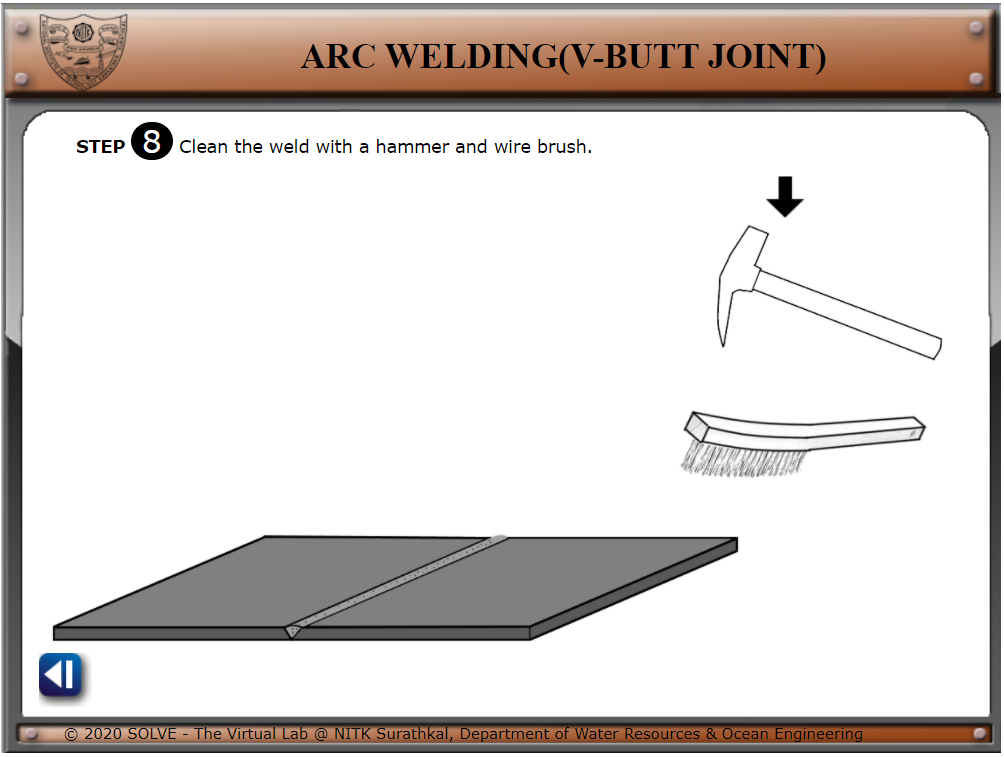 ARC WELDING(V-BUTT JOINT)
STEP 8 Clean the weld with a hammer and wire brush.
© 2020 SOLVE - The Virtual Lab @ NITK Surathkal, Department of Water Resources & Ocean Engineering